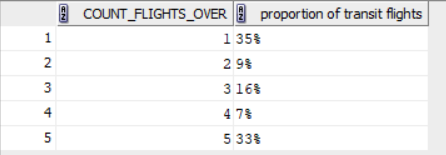 COUNT_FLIGHTS_OVER proportion of transit flights
1 1 35%
2 2 9%
3 3 16%
4 4 7%
5 5 33%